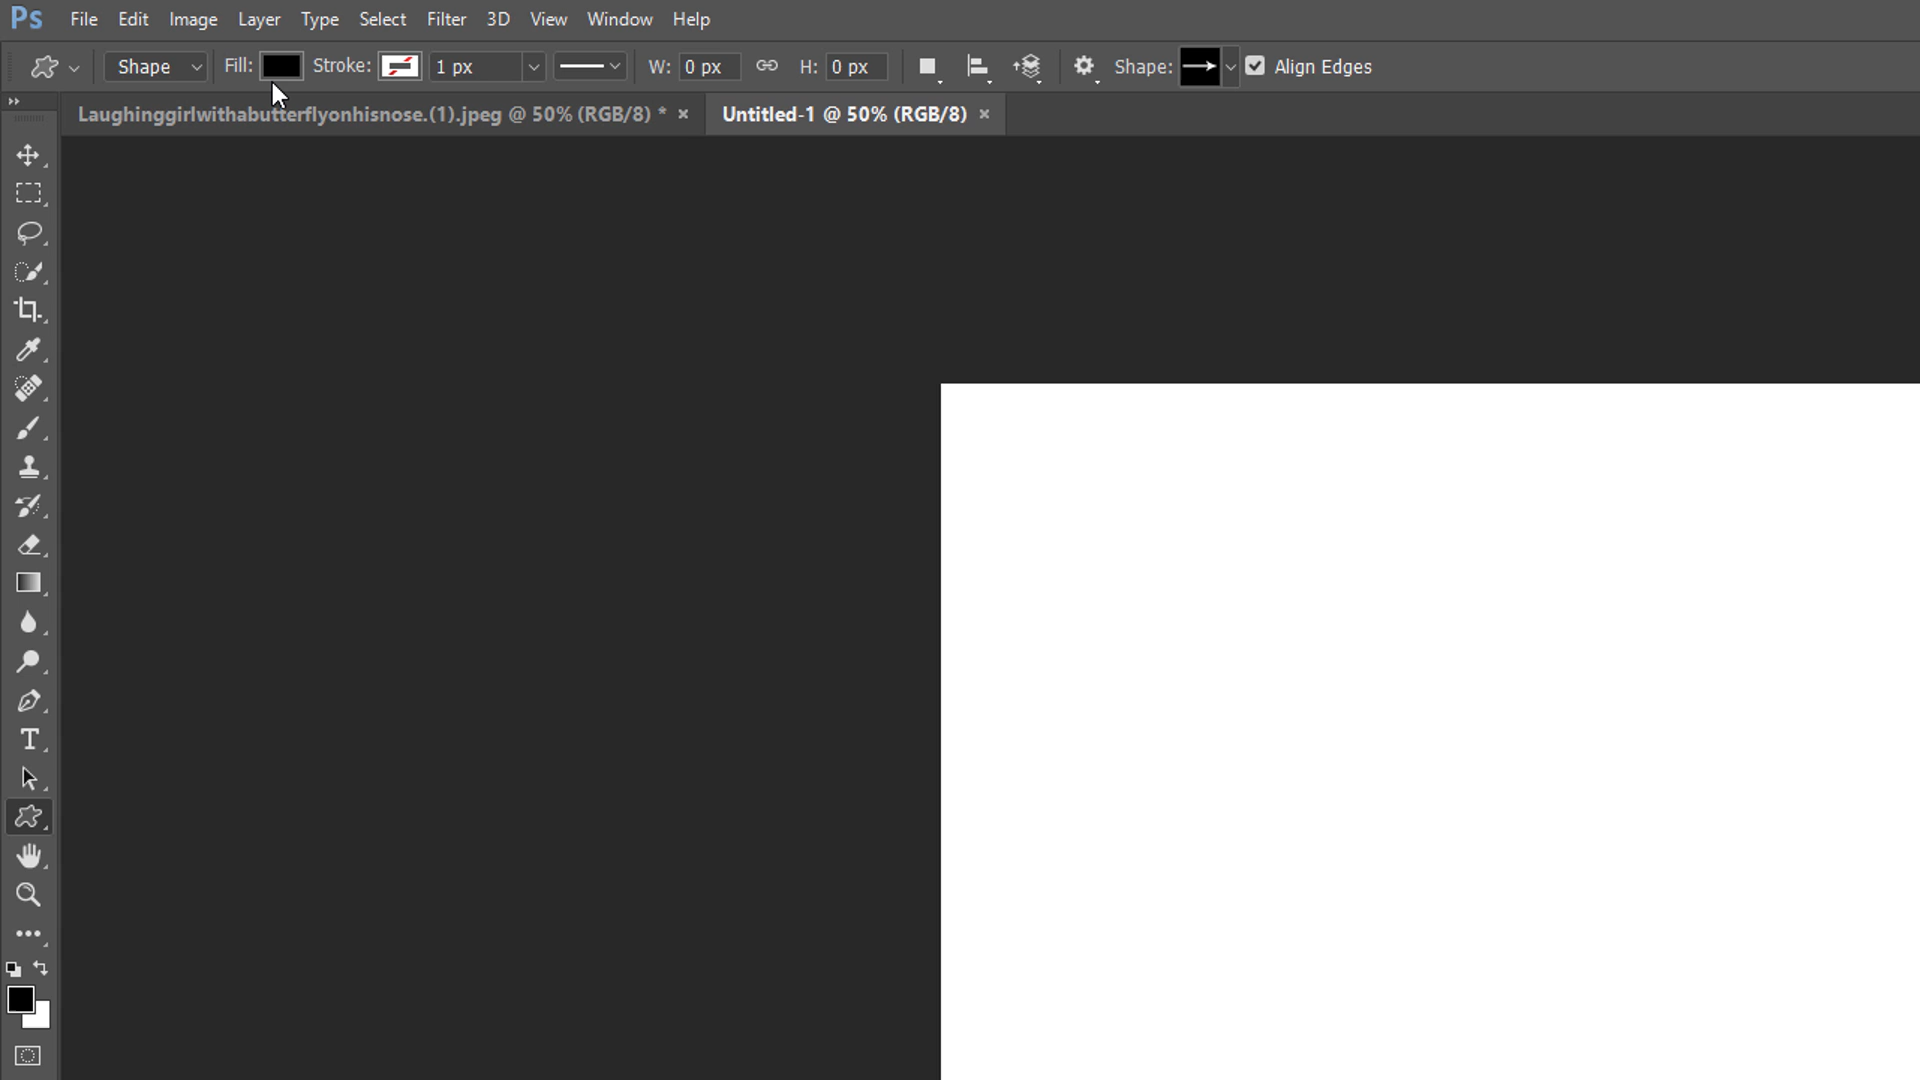 Ps File Edit Image Layer Type Select Filter 3D View Window Help
Shape Fill: Stroke: 1 px W: 0 px H: 0 px Shape: Align Edges
Laughinggirlwithabutterflyonhisnose.(1).jpeg @ 50% (RGB/8) * × Untitled-1 @ 50% (RGB/8) ×
T